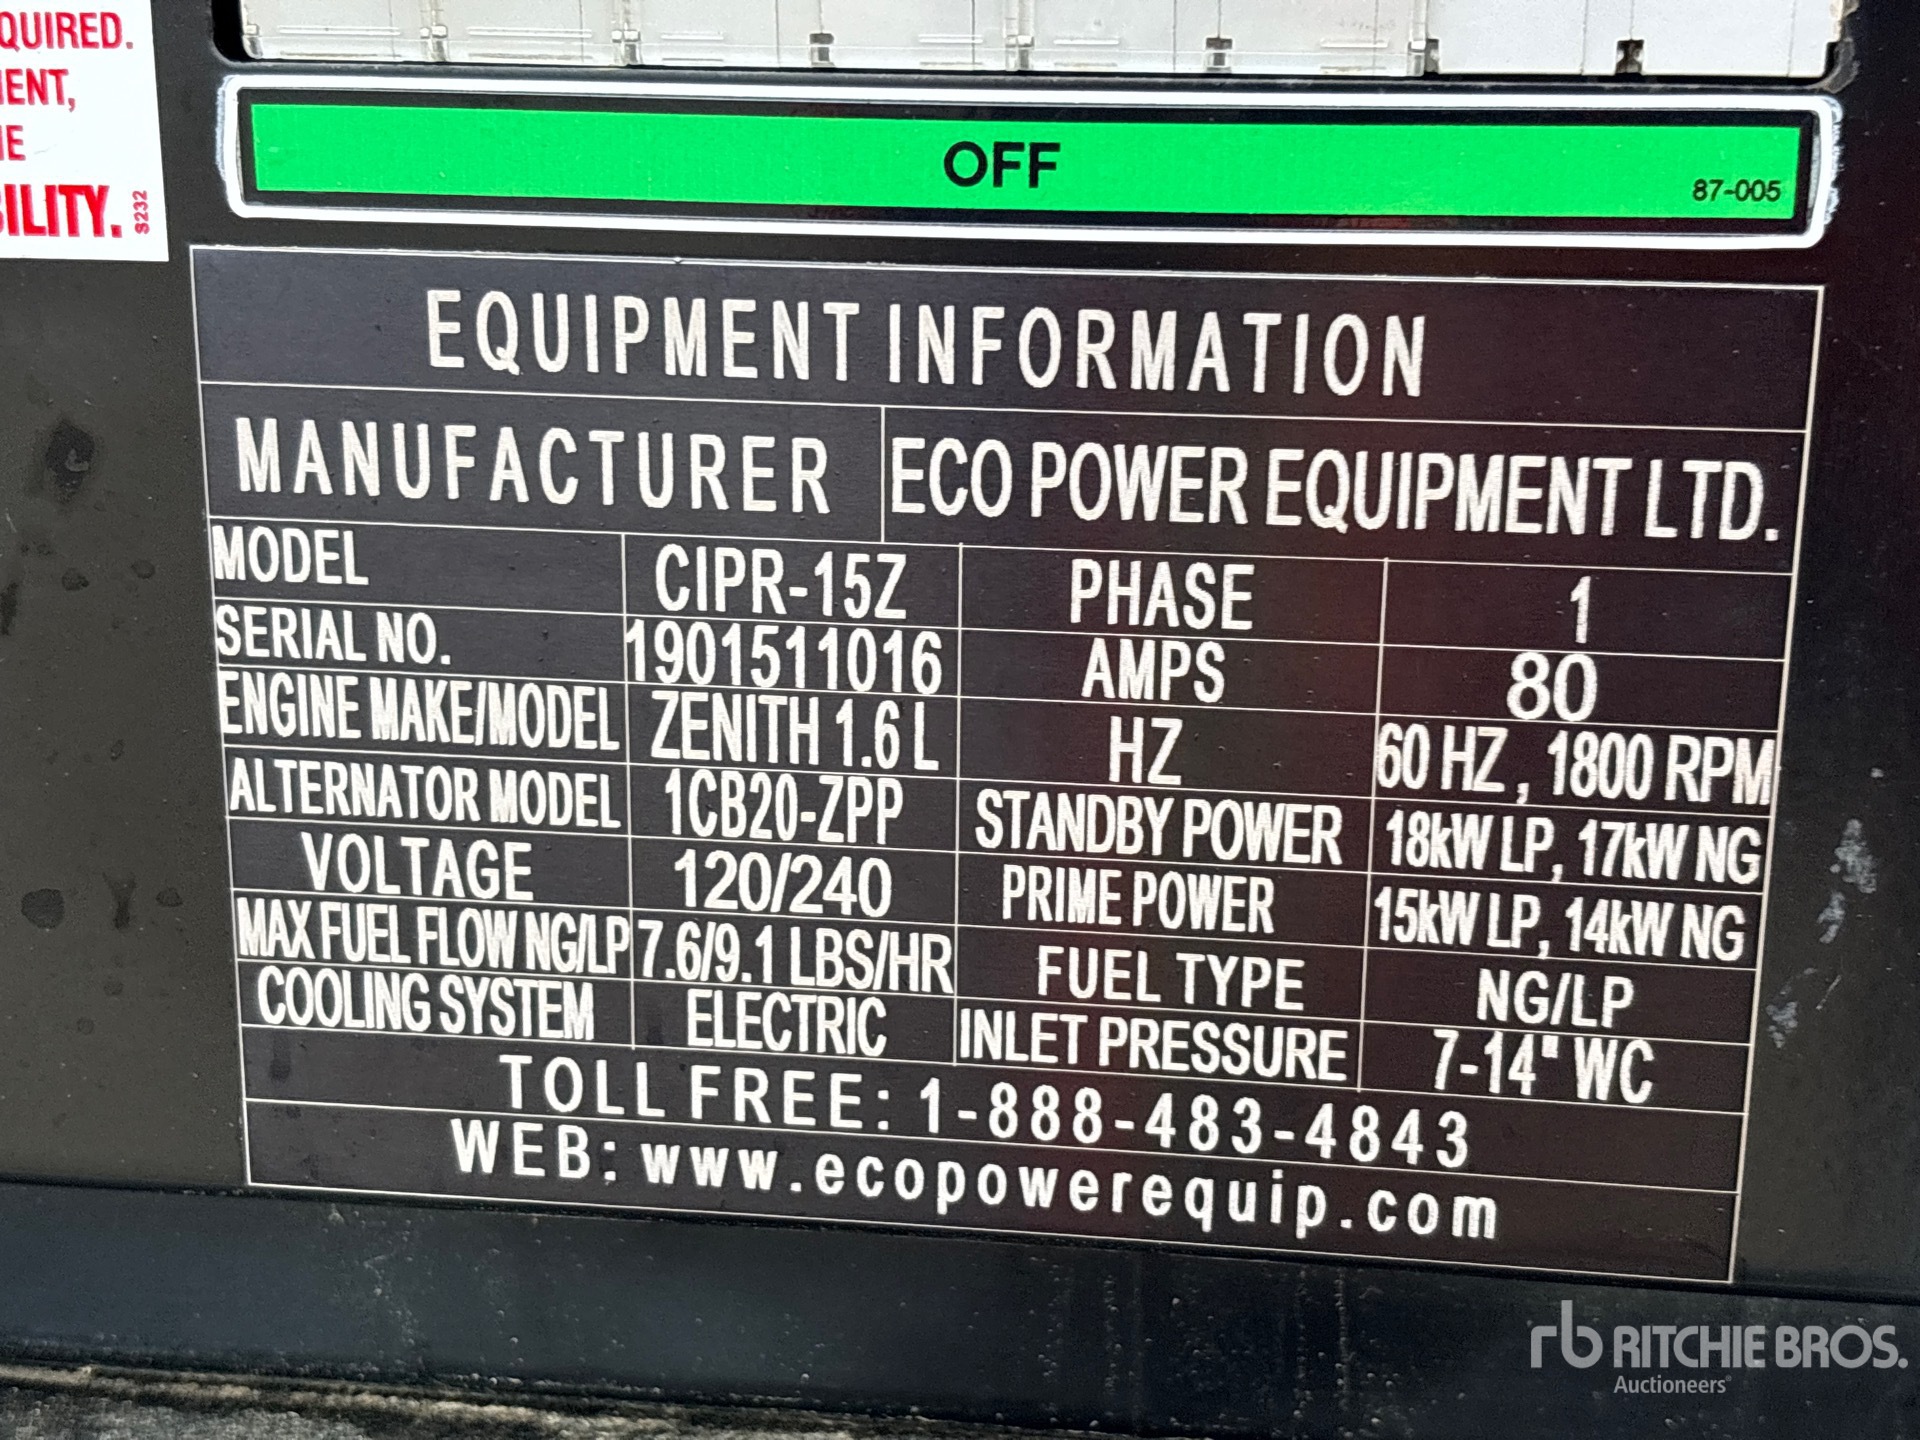 QUIRED.
MENT,
HE
BILITY.
S232
OFF
87-005
EQUIPMENT INFORMATION
MANUFACTURER ECO POWER EQUIPMENT LTD.
MODEL CIPR-15Z PHASE 1
SERIAL NO. 1901511016 AMPS 80
ENGINE MAKE/MODEL ZENITH 1.6 L HZ 60 HZ , 1800 RPM
ALTERNATOR MODEL 1CB20-ZPP STANDBY POWER 18kW LP, 17kW NG
VOLTAGE 120/240 PRIME POWER 15kW LP, 14kW NG
MAX FUEL FLOW NG/LP 7.6/9.1 LBS/HR FUEL TYPE NG/LP
COOLING SYSTEM ELECTRIC INLET PRESSURE 7-14" WC
TOLL FREE: 1-888-483-4843
WEB: www.ecopowerequip.com
rb RITCHIE BROS.
Auctioneers